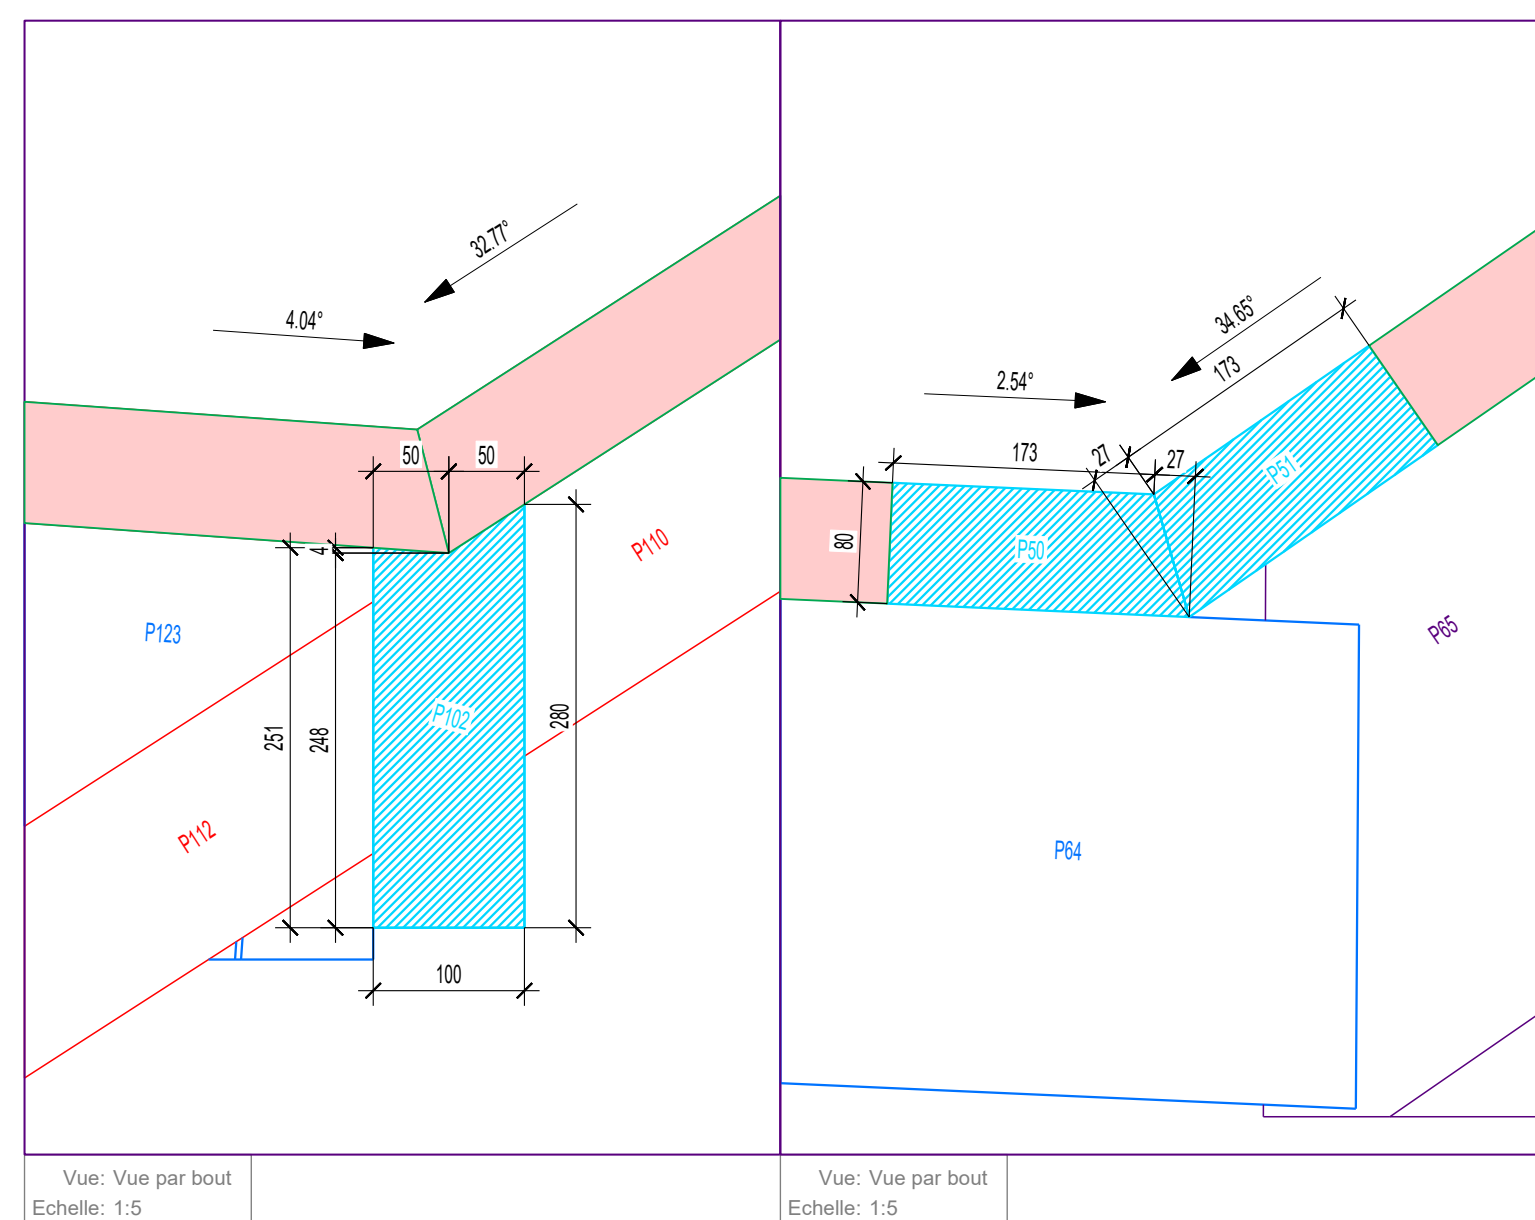 32.77°
4.04°
50
50
4
P110
P123
P102
251
248
280
P112
100
Vue: Vue par bout
Echelle: 1:5
34.65°
173
2.54°
173
27
27
P51
80
P50
P65
P64
Vue: Vue par bout
Echelle: 1:5